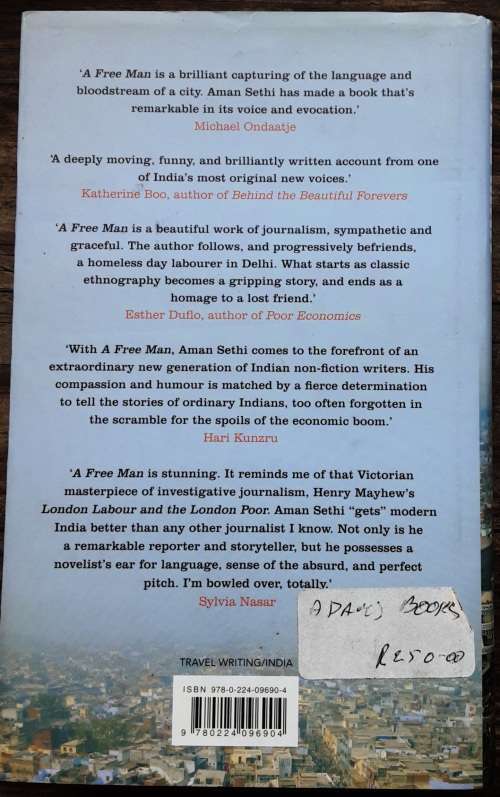 ‘A Free Man is a brilliant capturing of the language and
bloodstream of a city. Aman Sethi has made a book that’s
remarkable in its voice and evocation.’
Michael Ondaatje
‘A deeply moving, funny, and brilliantly written account from one
of India’s most original new voices.’
Katherine Boo, author of Behind the Beautiful Forevers
‘A Free Man is a beautiful work of journalism, sympathetic and
graceful. The author follows, and progressively befriends,
a homeless day labourer in Delhi. What starts as classic
ethnography becomes a gripping story, and ends as a
homage to a lost friend.’
Esther Duflo, author of Poor Economics
‘With A Free Man, Aman Sethi comes to the forefront of an
extraordinary new generation of Indian non-fiction writers. His
compassion and humour is matched by a fierce determination
to tell the stories of ordinary Indians, too often forgotten in
the scramble for the spoils of the economic boom.’
Hari Kunzru
‘A Free Man is stunning. It reminds me of that Victorian
masterpiece of investigative journalism, Henry Mayhew’s
London Labour and the London Poor. Aman Sethi “gets” modern
India better than any other journalist I know. Not only is he
a remarkable reporter and storyteller, but he possesses a
novelist’s ear for language, sense of the absurd, and perfect
pitch. I’m bowled over, totally.’
Sylvia Nasar
ADAMS BOOKS
R250-00
TRAVEL WRITING/INDIA
ISBN 978-0-224-09690-4
9 780224 096904